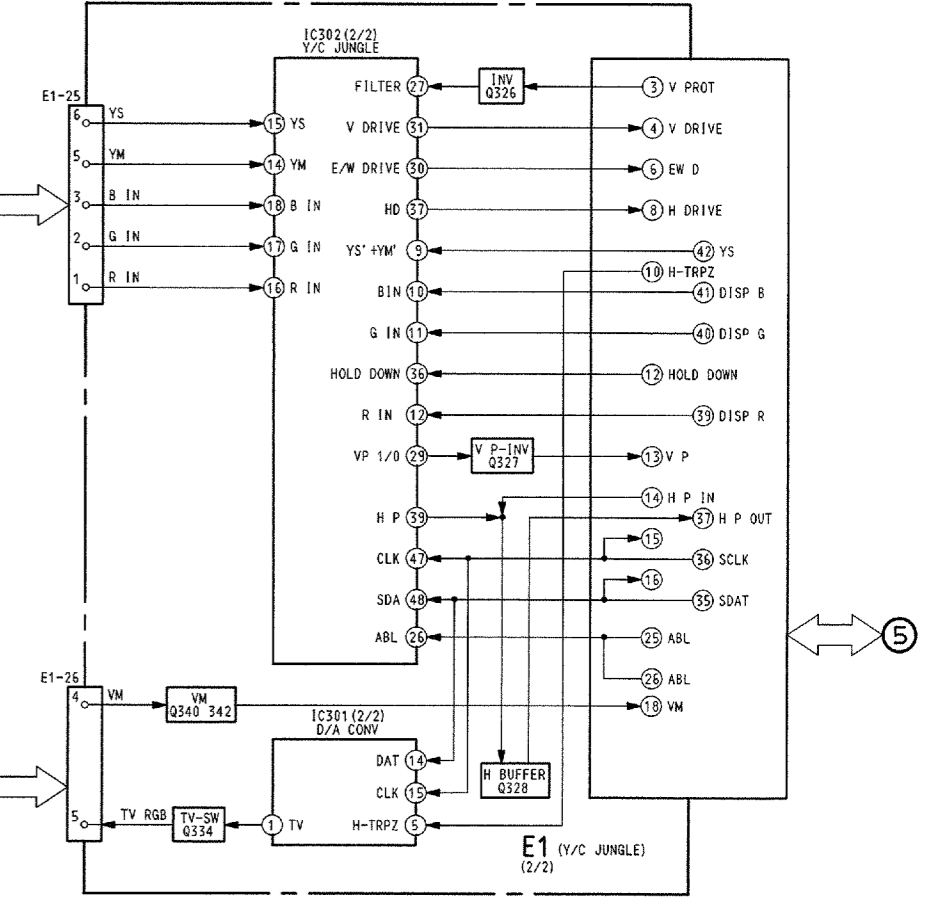 IC302(2/2)
Y/C JUNGLE
E1-25
6 YS
5 YM
3 B IN
2 G IN
1 R IN
15 YS
14 YM
18 B IN
17 G IN
16 R IN
FILTER 27
V DRIVE 31
E/W DRIVE 30
HD 37
YS' +YM' 9
BIN 10
G IN 11
HOLD DOWN 36
R IN 12
VP 1/0 29
H P 39
CLK 47
SDA 48
ABL 26
INV
Q326
V P-INV
Q327
3 V PROT
4 V DRIVE
6 EW D
8 H DRIVE
42 YS
10 H-TRPZ
41 DISP B
40 DISP G
12 HOLD DOWN
39 DISP R
13 V P
14 H P IN
37 H P OUT
15
36 SCLK
16
35 SDAT
25 ABL
26 ABL
18 VM
5
E1-26
4 VM
VM
Q340 342
5 TV RGB
TV-SW
Q334
IC301(2/2)
D/A CONV
1 TV
DAT 14
CLK 15
H-TRPZ 5
H BUFFER
Q328
E1 (Y/C JUNGLE)
(2/2)